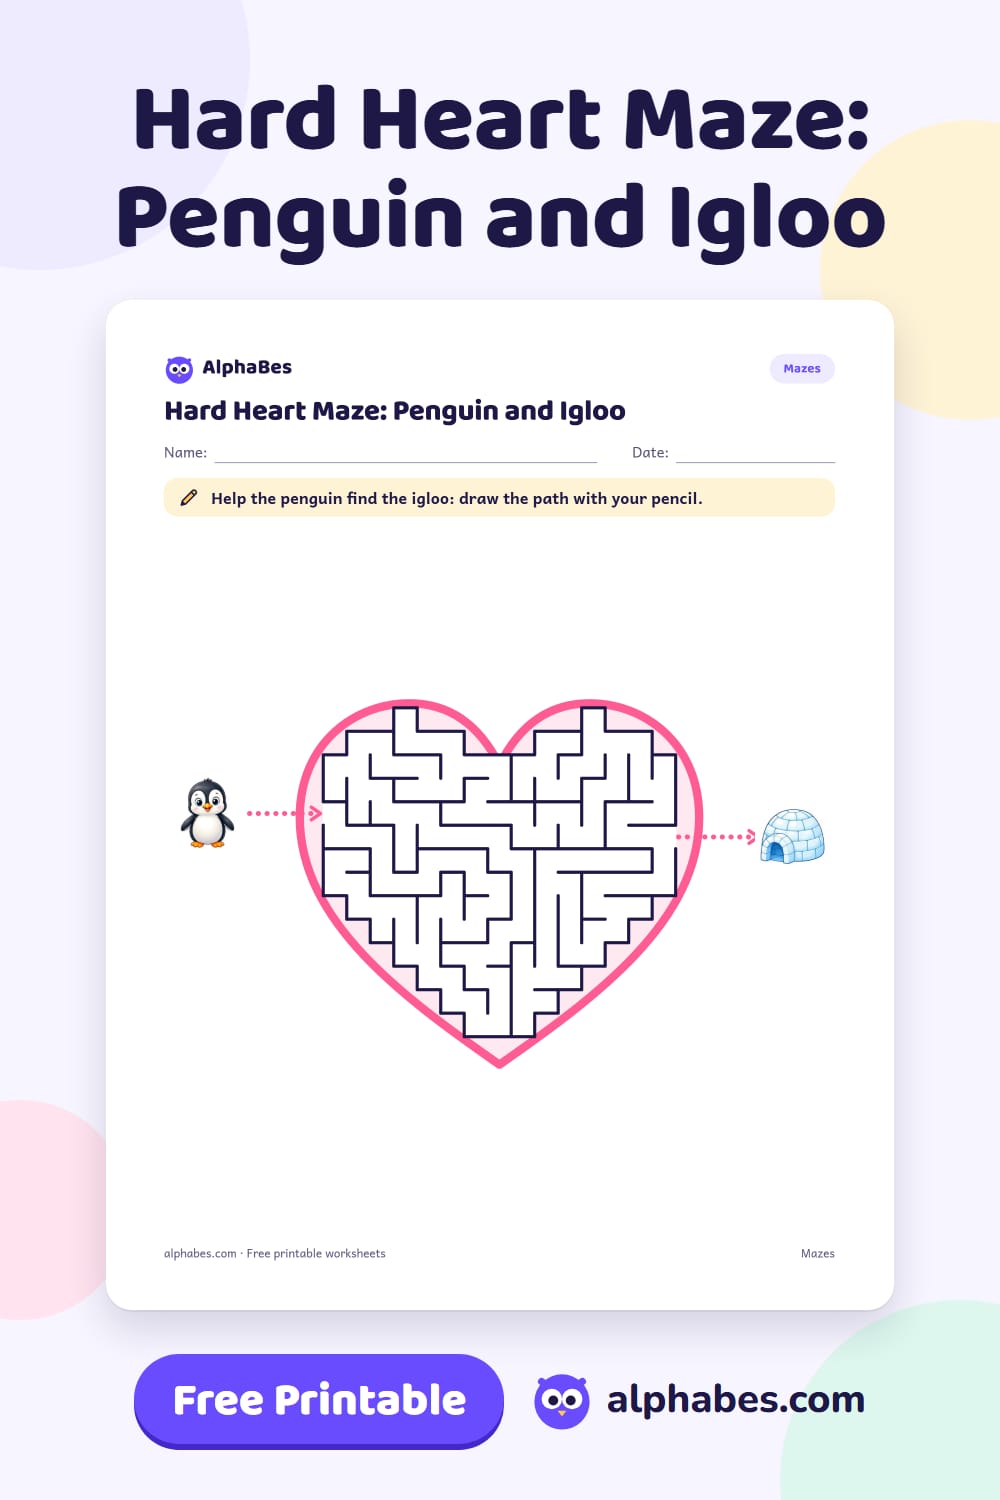 Hard Heart Maze:
Penguin and Igloo
AlphaBes
Mazes
Hard Heart Maze: Penguin and Igloo
Name:
Date:
Help the penguin find the igloo: draw the path with your pencil.
alphabes.com · Free printable worksheets
Mazes
Free Printable
alphabes.com